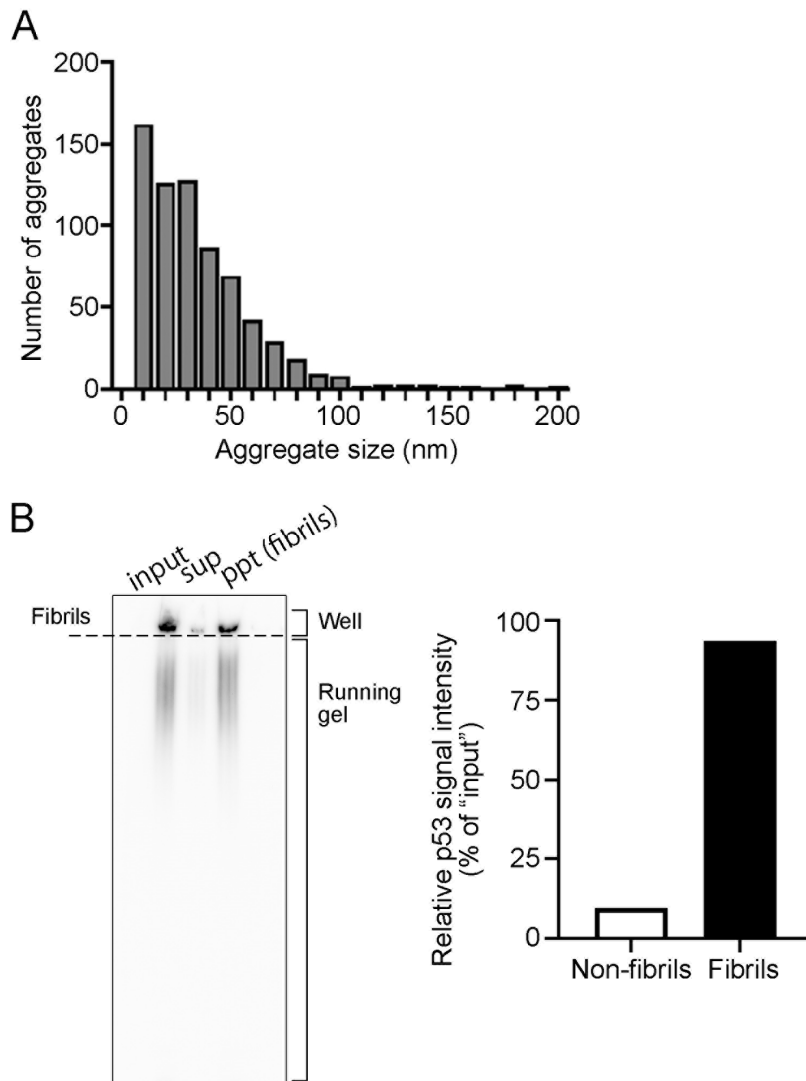 A
200
150
100
50
0
Number of aggregates
0 50 100 150 200
Aggregate size (nm)
B
input sup ppt (fibrils)
Fibrils
Well
Running
gel
100
75
50
25
0
Relative p53 signal intensity
(% of “input”)
Non-fibrils Fibrils